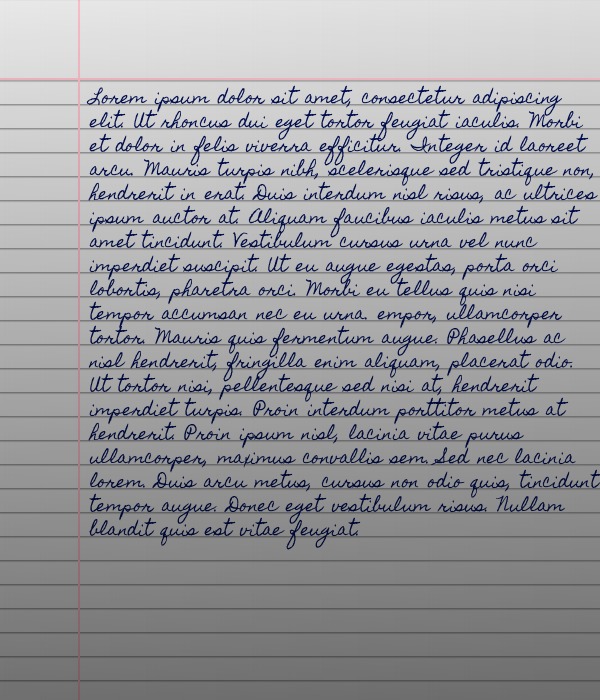 Lorem ipsum dolor sit amet, consectetur adipiscing
elit. Ut rhoncus dui eget tortor feugiat iaculis. Morbi
et dolor in felis viverra efficitur. Integer id laoreet
arcu. Mauris turpis nibh, scelerisque sed tristique non,
hendrerit in erat. Duis interdum nisl risus, ac ultrices
ipsum auctor at. Aliquam faucibus iaculis metus sit
amet tincidunt. Vestibulum cursus urna vel nunc
imperdiet suscipit. Ut eu augue egestas, porta orci
lobortis, pharetra orci. Morbi eu tellus quis nisi
tempor accumsan nec eu urna. empor, ullamcorper
tortor. Mauris quis fermentum augue. Phasellus ac
nisl hendrerit, fringilla enim aliquam, placerat odio.
Ut tortor nisi, pellentesque sed nisi at, hendrerit
imperdiet turpis. Proin interdum porttitor metus at
hendrerit. Proin ipsum nisl, lacinia vitae purus
ullamcorper, maximus convallis sem. Sed nec lacinia
lorem. Duis arcu metus, cursus non odio quis, tincidunt
tempor augue. Donec eget vestibulum risus. Nullam
blandit quis est vitae feugiat.